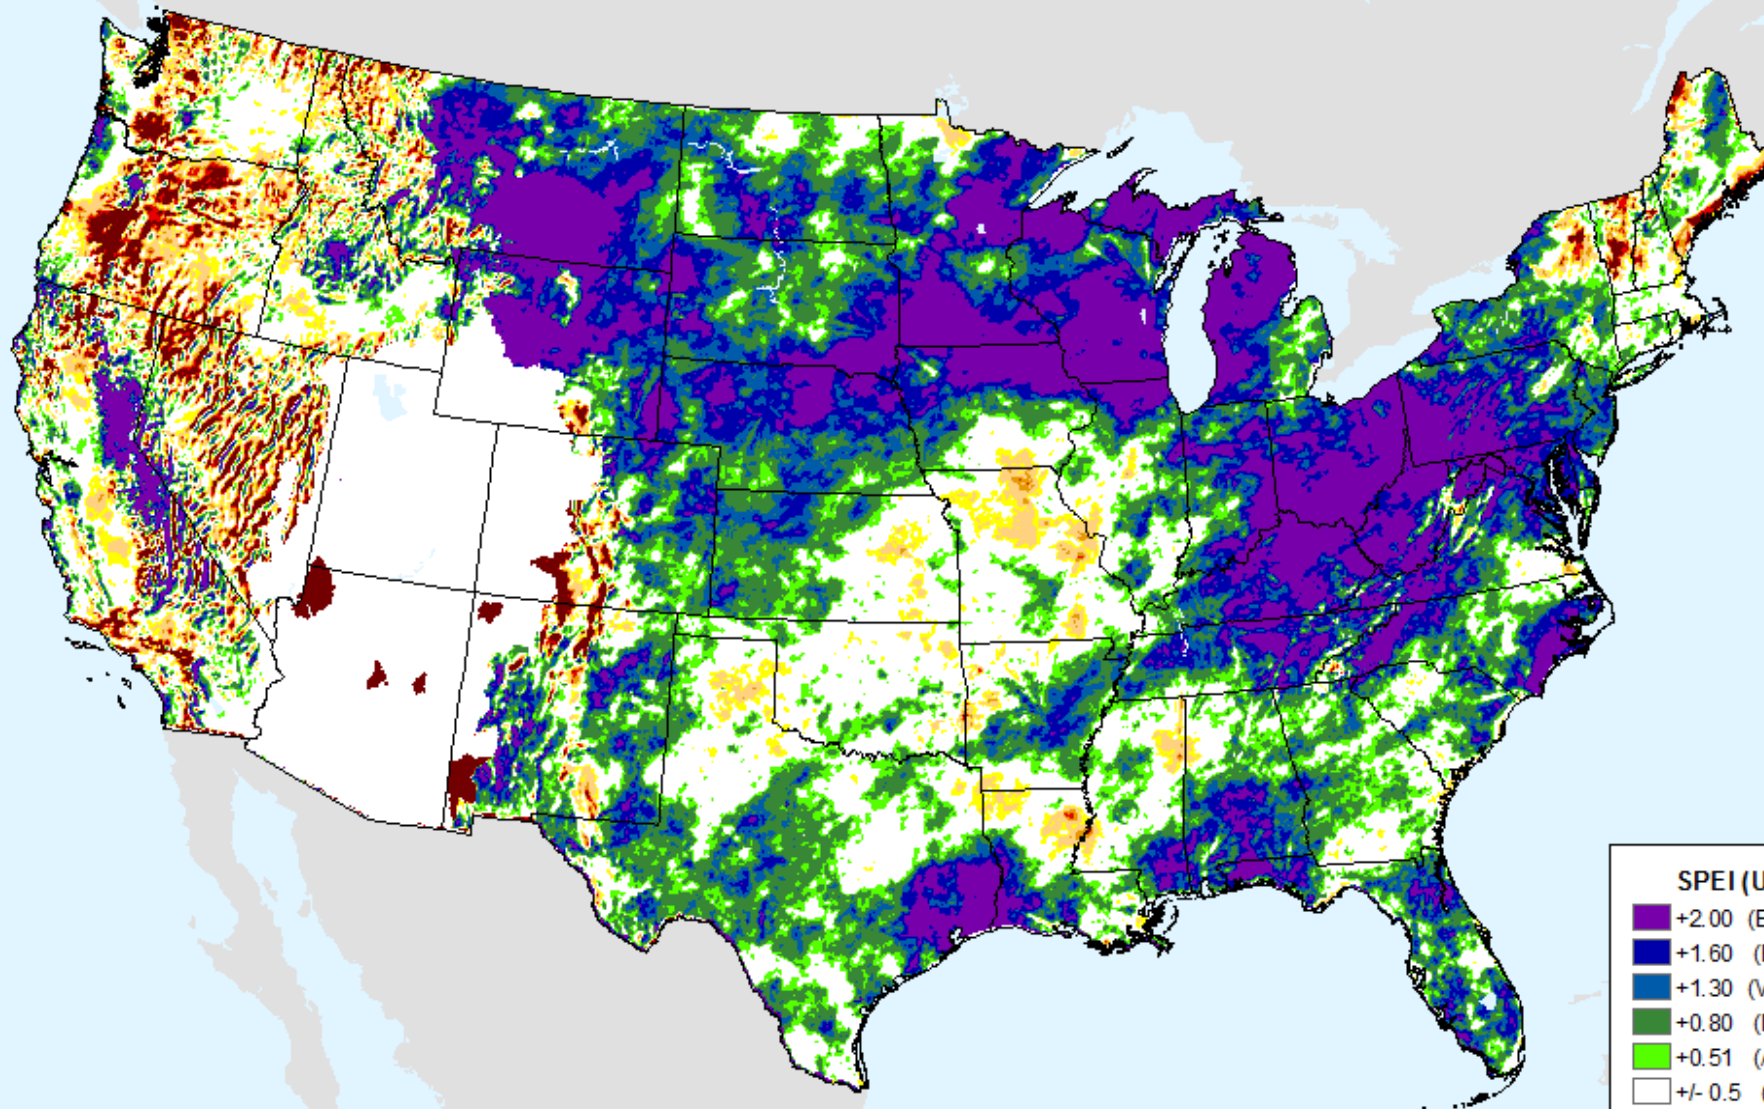 SPEI (U
+2.00 (E
+1.60 (
+1.30 (V
+0.80 (
+0.51 (
+/- 0.5 (